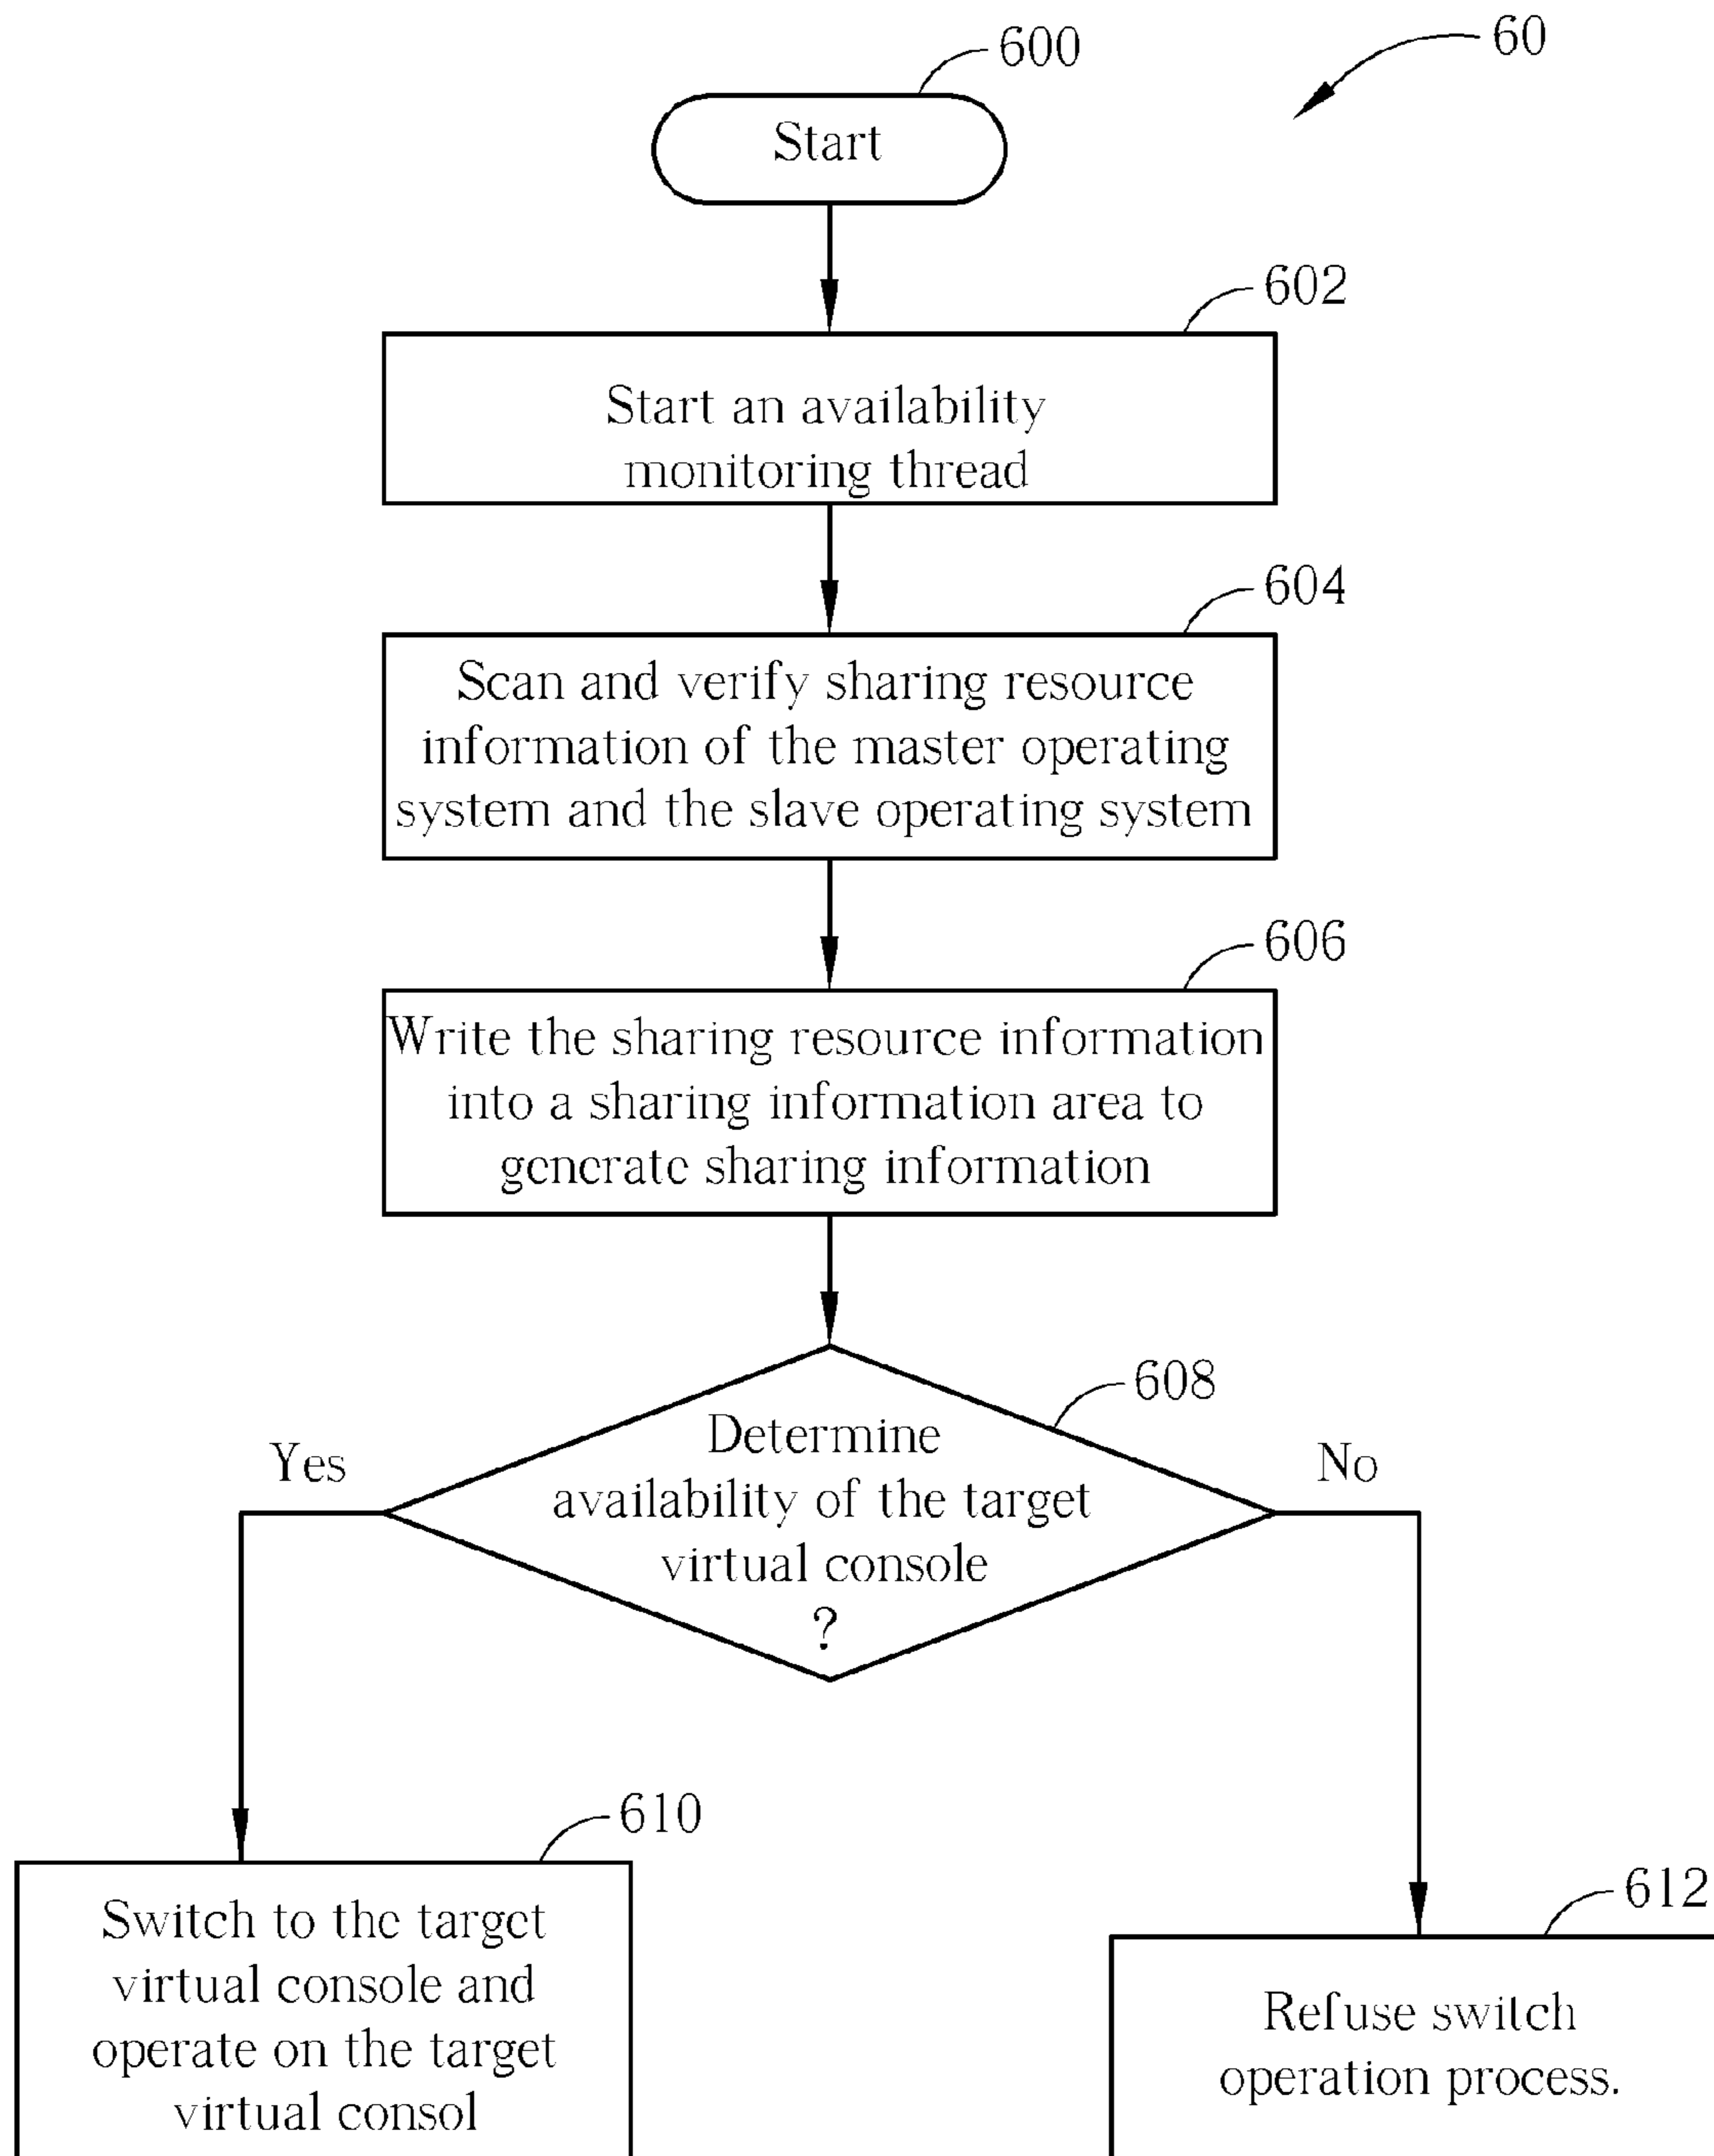 600
60
Start
602
Start an availability
monitoring thread
604
Scan and verify sharing resource
information of the master operating
system and the slave operating system
606
Write the sharing resource information
into a sharing information area to
generate sharing information
608
Determine
availability of the target
virtual console
?
Yes
No
610
Switch to the target
virtual console and
operate on the target
virtual consol
612
Refuse switch
operation process.